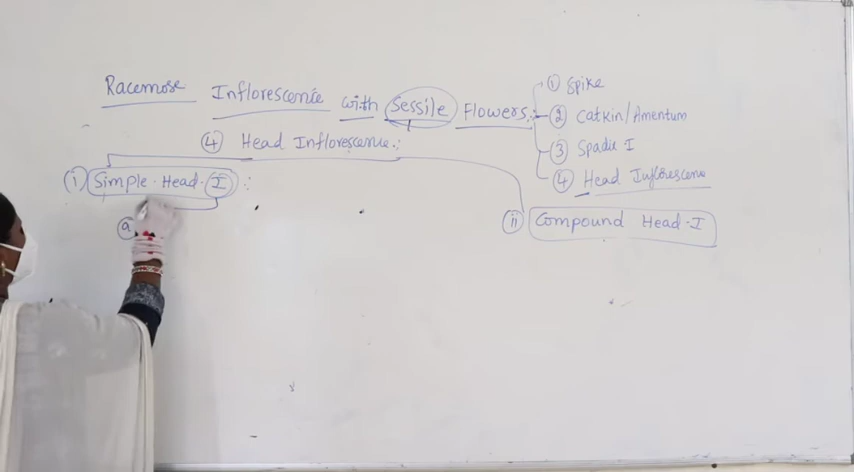 Racemose Inflorescence with Sessile Flowers :
① Spike
② Catkin/Amentum
③ Spadix I
④ Head Inflorescence
④ Head Inflorescence :
(i) Simple Head I :
(ii) Compound Head I
(a)